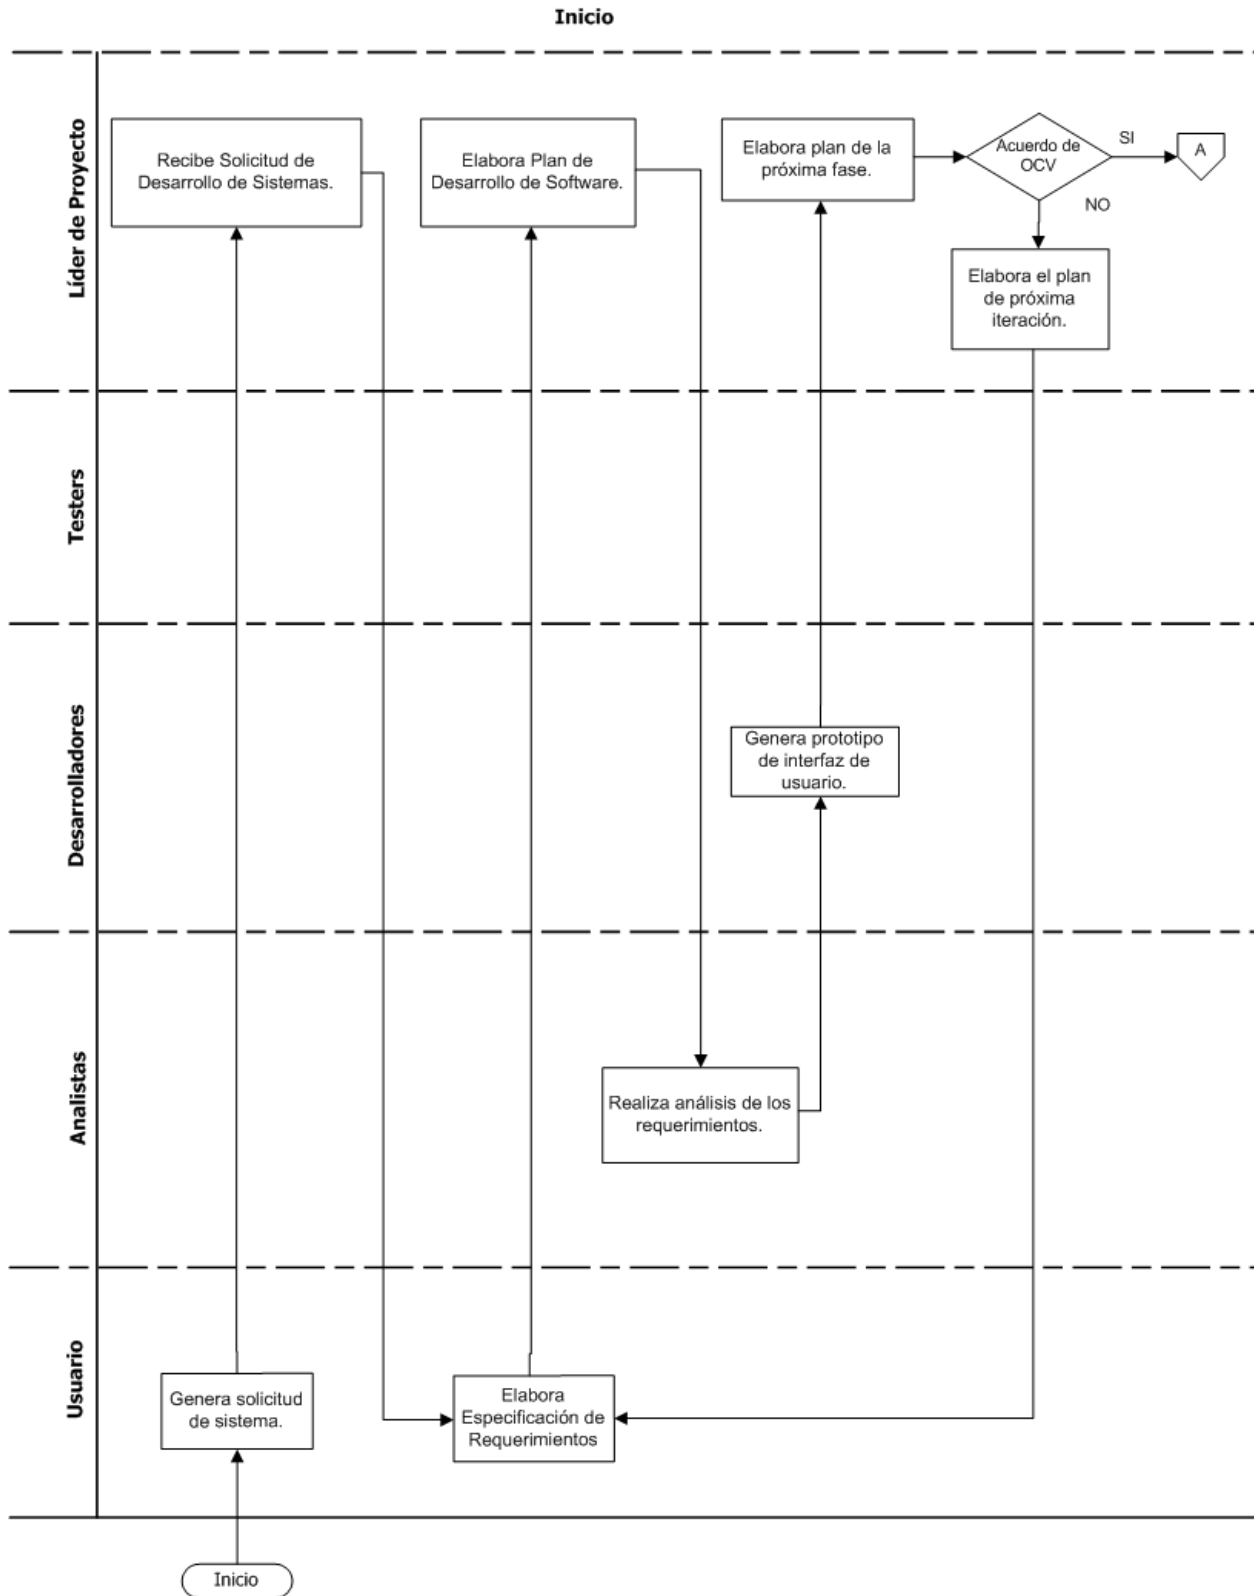 Inicio
Líder de Proyecto
Recibe Solicitud de
Desarrollo de Sistemas.
Elabora Plan de
Desarrollo de Software.
Elabora plan de la
próxima fase.
Acuerdo de
OCV
SI
A
NO
Elabora el plan
de próxima
iteración.
Testers
Desarrolladores
Genera prototipo
de interfaz de
usuario.
Analistas
Realiza análisis de los
requerimientos.
Usuario
Genera solicitud
de sistema.
Elabora
Especificación de
Requerimientos
Inicio